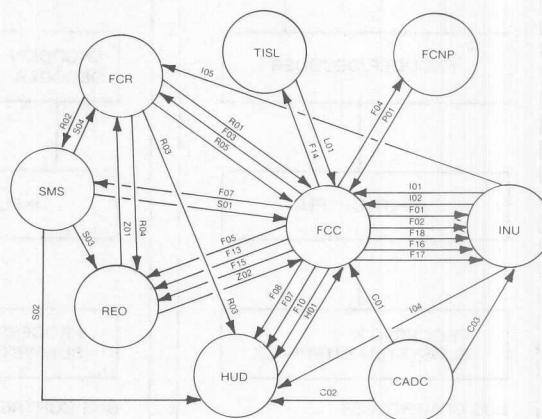 TISL
FCNP
FCR
I05
F04
P01
L01
F14
R01
F03
R05
R02
S04
R03
SMS
F07
S01
I01
I02
F01
F02
F18
F16
F17
FCC
INU
Z01
R04
S03
F05
F13
F15
Z02
REO
S02
R03
F08
F07
F10
H01
C01
I04
C03
HUD
CADC
C02